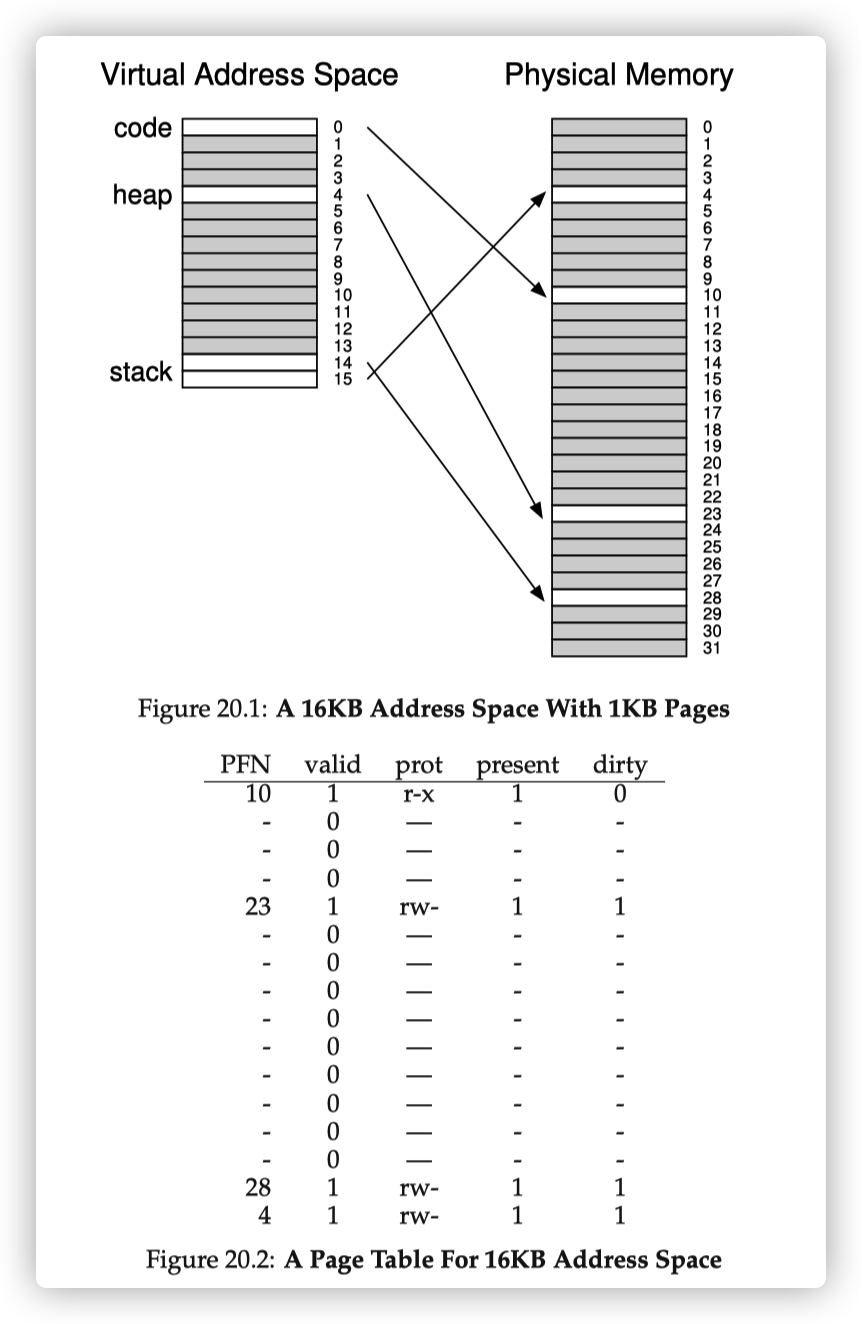 Virtual Address Space Physical Memory
code 0 0
1 1
2 2
3 3
heap 4 4
5 5
6 6
7 7
8 8
9 9
10 10
11 11
12 12
13 13
14 14
stack 15 15
16
17
18
19
20
21
22
23
24
25
26
27
28
29
30
31
Figure 20.1: A 16KB Address Space With 1KB Pages
PFN valid prot present dirty
10 1 r-x 1 0
- 0 — - -
- 0 — - -
- 0 — - -
23 1 rw- 1 1
- 0 — - -
- 0 — - -
- 0 — - -
- 0 — - -
- 0 — - -
- 0 — - -
- 0 — - -
- 0 — - -
- 0 — - -
28 1 rw- 1 1
4 1 rw- 1 1
Figure 20.2: A Page Table For 16KB Address Space